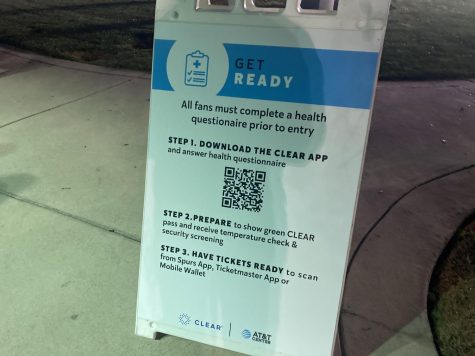 GET
READY
All fans must complete a health
questionaire prior to entry
STEP 1. DOWNLOAD THE CLEAR APP
and answer health questionnaire
STEP 2.PREPARE to show green CLEAR
pass and receive temperature check &
security screening
STEP 3. HAVE TICKETS READY to scan
from Spurs App, Ticketmaster App or
Mobile Wallet
CLEAR | AT&T
CENTER